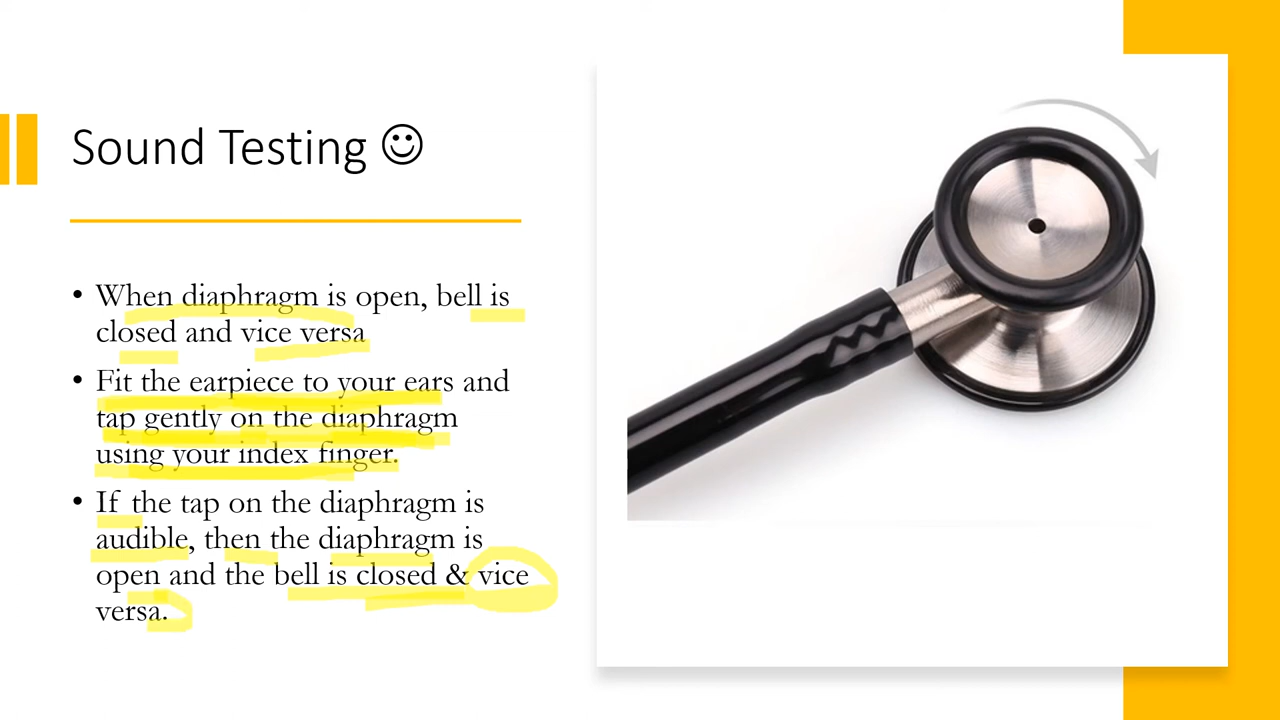 Sound Testing ☺
• When diaphragm is open, bell is
closed and vice versa
• Fit the earpiece to your ears and
tap gently on the diaphragm
using your index finger.
• If the tap on the diaphragm is
audible, then the diaphragm is
open and the bell is closed & vice
versa.